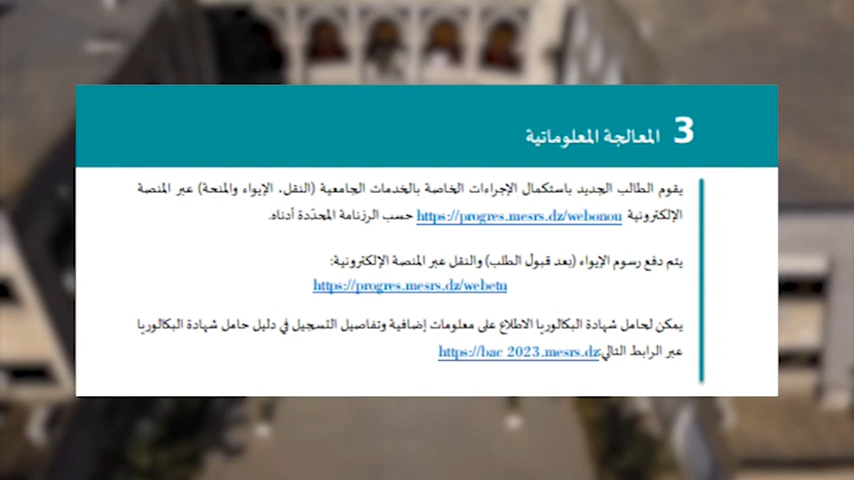 3 المعالجة المعلوماتية
يقوم الطالب الجديد باستكمال الإجراءات الخاصة بالخدمات الجامعية (النقل، الإيواء والمنحة) عبر المنصة
الإلكترونية https://progres.mesrs.dz/webonou حسب الرزنامة المحدّدة أدناه.
يتم دفع رسوم الإيواء (بعد قبول الطلب) والنقل عبر المنصة الإلكترونية:
https://progres.mesrs.dz/webetu
يمكن لحامل شهادة البكالوريا الاطلاع على معلومات إضافية وتفاصيل التسجيل في دليل حامل شهادة البكالوريا
عبر الرابط التالي https://bac 2023.mesrs.dz